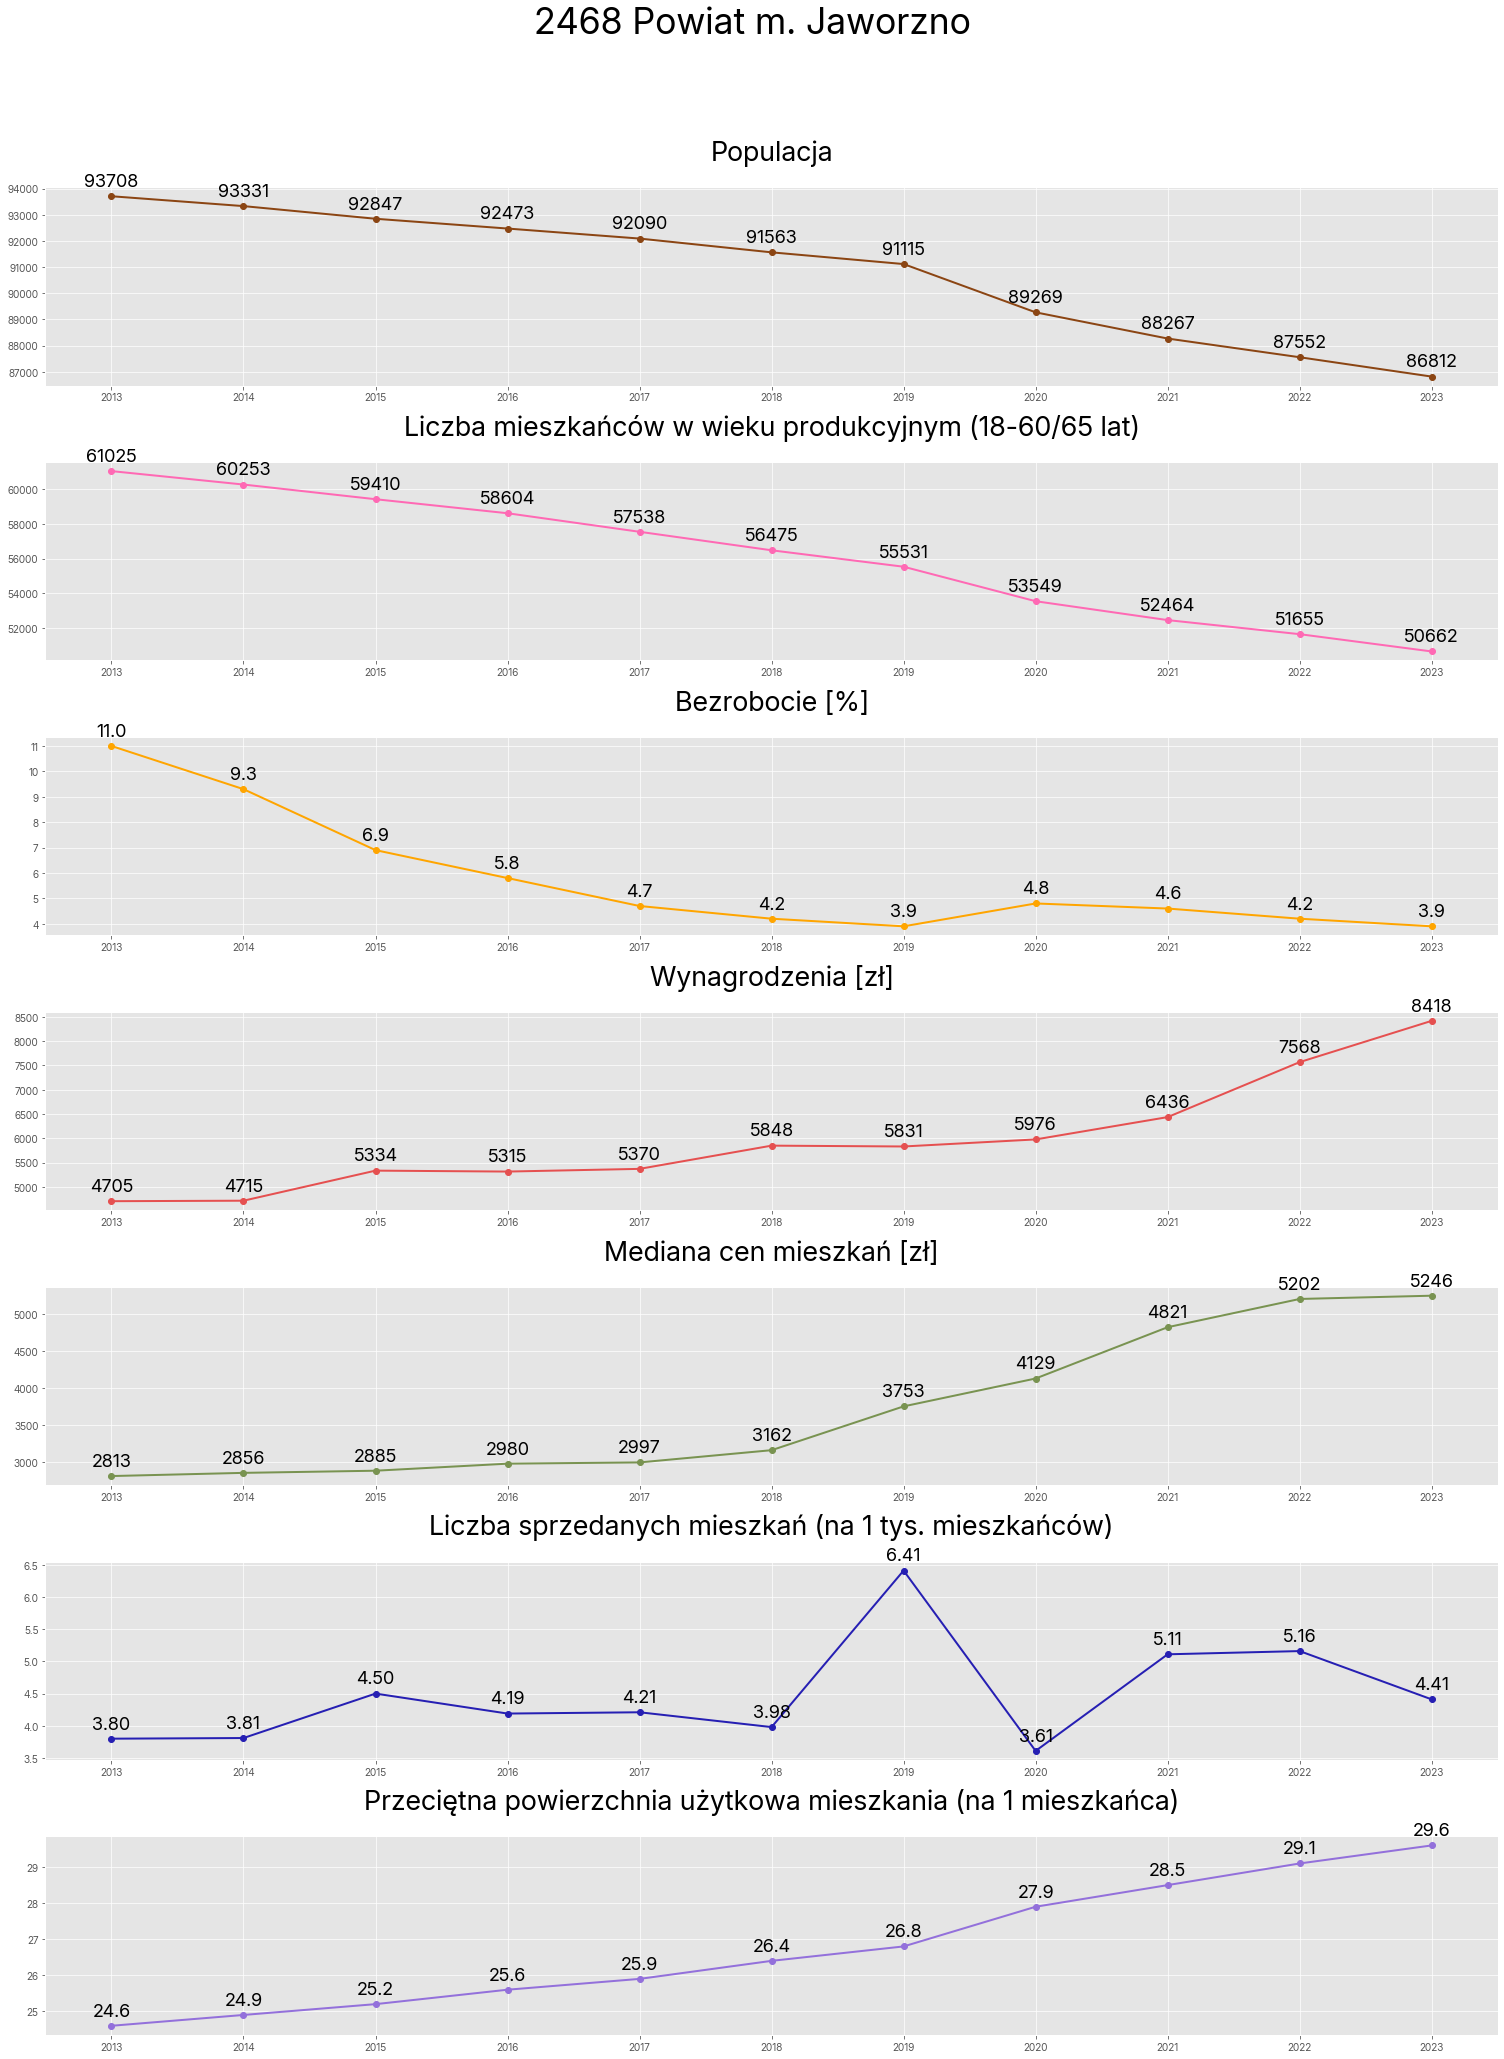 2468 Powiat m. Jaworzno
Populacja
93708 93331 92847 92473 92090 91563 91115 89269 88267 87552 86812
94000
93000
92000
91000
90000
89000
88000
87000
2013 2014 2015 2016 2017 2018 2019 2020 2021 2022 2023
Liczba mieszkańców w wieku produkcyjnym (18-60/65 lat)
61025 60253 59410 58604 57538 56475 55531 53549 52464 51655 50662
60000
58000
56000
54000
52000
2013 2014 2015 2016 2017 2018 2019 2020 2021 2022 2023
Bezrobocie [%]
11.0 9.3 6.9 5.8 4.7 4.2 3.9 4.8 4.6 4.2 3.9
11
10
9
8
7
6
5
4
2013 2014 2015 2016 2017 2018 2019 2020 2021 2022 2023
Wynagrodzenia [zł]
4705 4715 5334 5315 5370 5848 5831 5976 6436 7568 8418
8500
8000
7500
7000
6500
6000
5500
5000
2013 2014 2015 2016 2017 2018 2019 2020 2021 2022 2023
Mediana cen mieszkań [zł]
2813 2856 2885 2980 2997 3162 3753 4129 4821 5202 5246
5000
4500
4000
3500
3000
2013 2014 2015 2016 2017 2018 2019 2020 2021 2022 2023
Liczba sprzedanych mieszkań (na 1 tys. mieszkańców)
3.80 3.81 4.50 4.19 4.21 3.98 6.41 3.61 5.11 5.16 4.41
6.5
6.0
5.5
5.0
4.5
4.0
3.5
2013 2014 2015 2016 2017 2018 2019 2020 2021 2022 2023
Przeciętna powierzchnia użytkowa mieszkania (na 1 mieszkańca)
24.6 24.9 25.2 25.6 25.9 26.4 26.8 27.9 28.5 29.1 29.6
29
28
27
26
25
2013 2014 2015 2016 2017 2018 2019 2020 2021 2022 2023